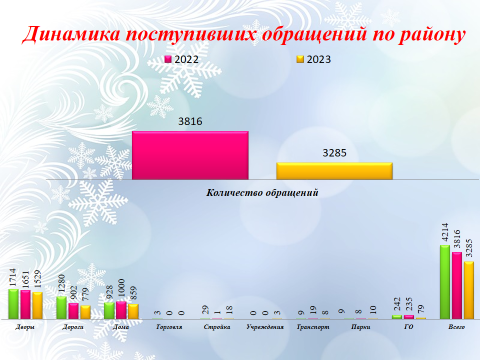 Динамика поступивших обращений по району
2022 2023
3816
3285
Количество обращений
1714 1651 1529 1280 902 779 928 1000 859 3 0 0 29 1 18 0 0 3 9 19 8 9 8 10 242 235 79 4214 3816 3285
Дворы Дороги Дома Торговля Стройка Учреждения Транспорт Парки ГО Всего